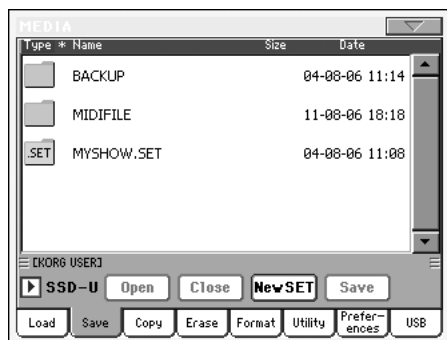 MEDIA
Type * Name Size Date
BACKUP 04-08-06 11:14
MIDIFILE 11-08-06 18:18
.SET MYSHOW.SET 04-08-06 11:08
[KORG USER]
SSD-U Open Close New SET Save
Load Save Copy Erase Format Utility Prefer-ences USB